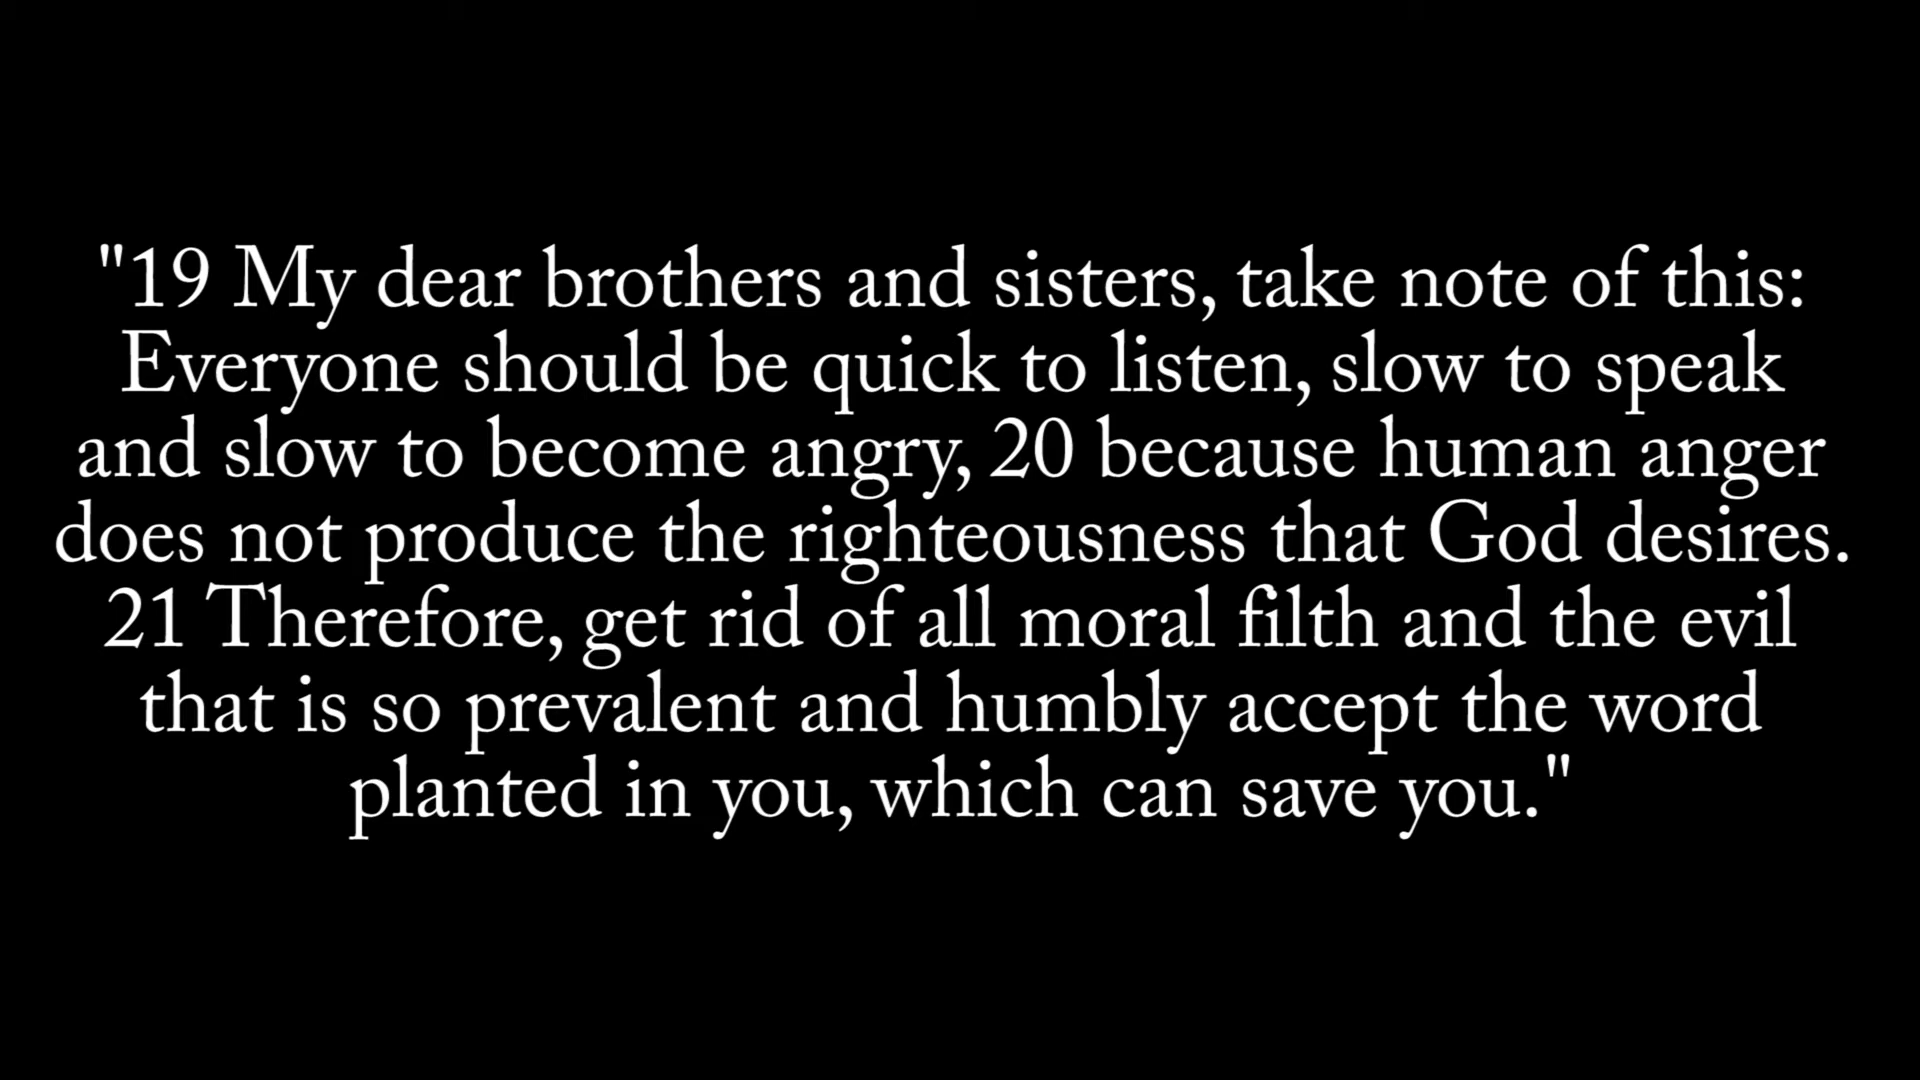 "19 My dear brothers and sisters, take note of this:
Everyone should be quick to listen, slow to speak
and slow to become angry, 20 because human anger
does not produce the righteousness that God desires.
21 Therefore, get rid of all moral filth and the evil
that is so prevalent and humbly accept the word
planted in you, which can save you."